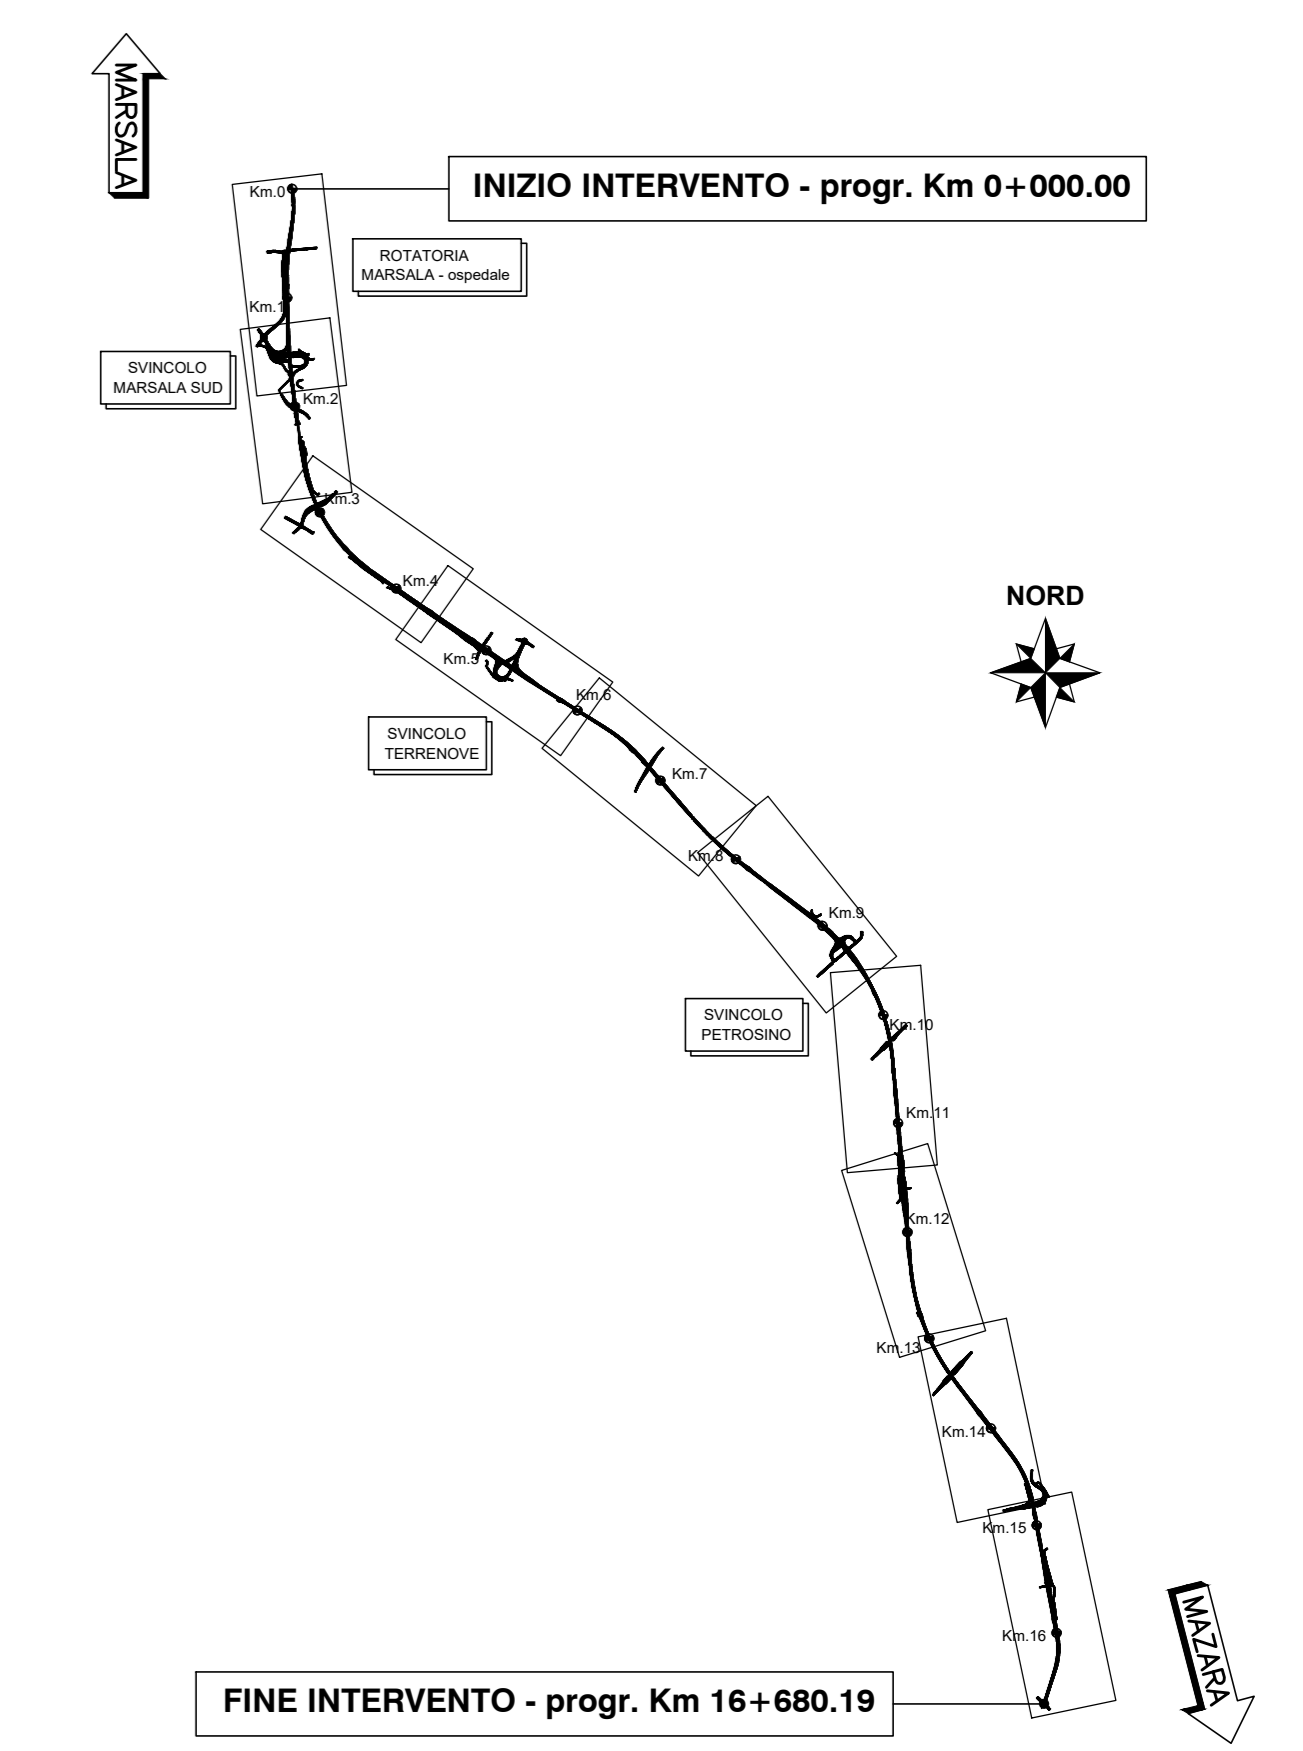 MARSALA
INIZIO INTERVENTO - progr. Km 0+000.00
Km.0
ROTATORIA
MARSALA - ospedale
Km.1
SVINCOLO
MARSALA SUD
Km.2
Km.3
Km.4
NORD
Km.5
Km.6
SVINCOLO
TERRENOVE
Km.7
Km.8
Km.9
SVINCOLO
PETROSINO
Km.10
Km.11
Km.12
Km.13
Km.14
Km.15
MAZARA
Km.16
FINE INTERVENTO - progr. Km 16+680.19